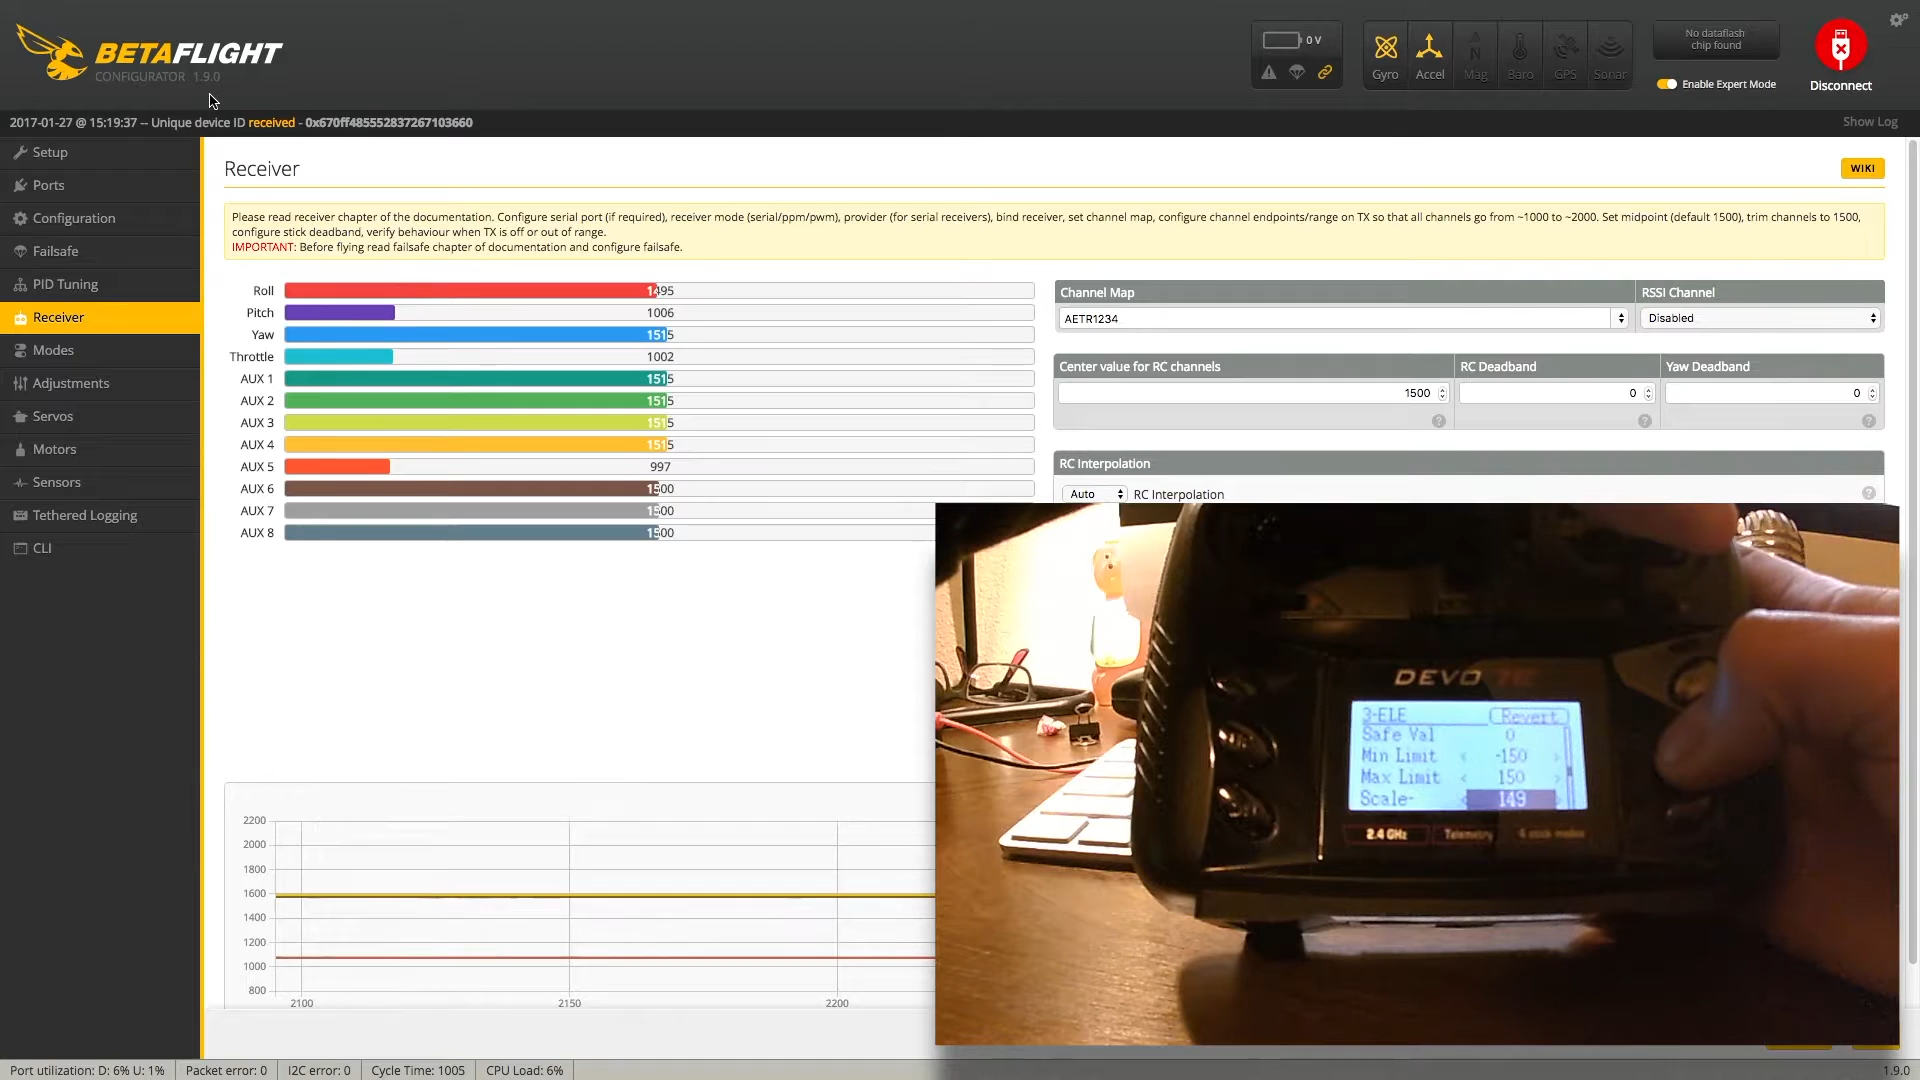 BETAFLIGHT
CONFIGURATOR 1.9.0
0 V
Gyro
Accel
Mag
Baro
GPS
Sonar
No dataflash
chip found
Enable Expert Mode
Disconnect
2017-01-27 @ 15:19:37 -- Unique device ID received - 0x670ff485552837267103660
Show Log
Setup
Ports
Configuration
Failsafe
PID Tuning
Receiver
Modes
Adjustments
Servos
Motors
Sensors
Tethered Logging
CLI
Receiver
WIKI
Please read receiver chapter of the documentation. Configure serial port (if required), receiver mode (serial/ppm/pwm), provider (for serial receivers), bind receiver, set channel map, configure channel endpoints/range on TX so that all channels go from ~1000 to ~2000. Set midpoint (default 1500), trim channels to 1500,
configure stick deadband, verify behaviour when TX is off or out of range.
IMPORTANT: Before flying read failsafe chapter of documentation and configure failsafe.
Roll 1495
Pitch 1006
Yaw 1515
Throttle 1002
AUX 1 1515
AUX 2 1515
AUX 3 1515
AUX 4 1515
AUX 5 997
AUX 6 1500
AUX 7 1500
AUX 8 1500
Channel Map
RSSI Channel
AETR1234
Disabled
Center value for RC channels
RC Deadband
Yaw Deadband
1500
0
0
RC Interpolation
Auto RC Interpolation
2200
2000
1800
1600
1400
1200
1000
800
2100
2150
2200
DEVO 7E
3-ELE Revert
Safe Val 0
Min Limit < -150 >
Max Limit < 150 >
Scale- 149
2.4 GHz Telemetry 4 stick modes
Port utilization: D: 6% U: 1%
Packet error: 0
I2C error: 0
Cycle Time: 1005
CPU Load: 6%
1.9.0